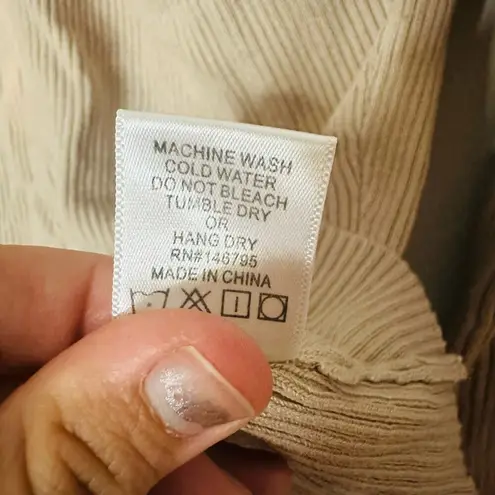 MACHINE WASH
COLD WATER
DO NOT BLEACH
TUMBLE DRY
OR
HANG DRY
RN#146795
MADE IN CHINA